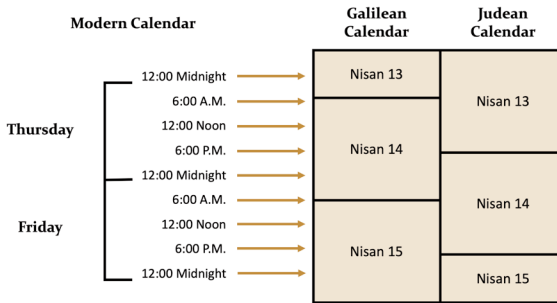 Modern Calendar
Galilean
Calendar
Judean
Calendar
Thursday
Friday
12:00 Midnight
6:00 A.M.
12:00 Noon
6:00 P.M.
12:00 Midnight
6:00 A.M.
12:00 Noon
6:00 P.M.
12:00 Midnight
Nisan 13
Nisan 14
Nisan 15
Nisan 13
Nisan 14
Nisan 15